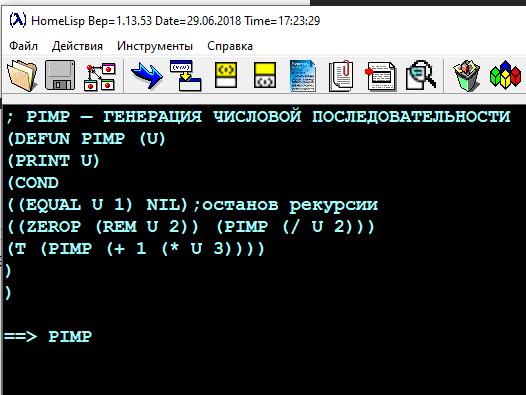 HomeLisp Вер=1.13.53 Date=29.06.2018 Time=17:23:29
Файл Действия Инструменты Справка
; PIMP — ГЕНЕРАЦИЯ ЧИСЛОВОЙ ПОСЛЕДОВАТЕЛЬНОСТИ
(DEFUN PIMP (U)
(PRINT U)
(COND
((EQUAL U 1) NIL);останов рекурсии
((ZEROP (REM U 2)) (PIMP (/ U 2)))
(T (PIMP (+ 1 (* U 3))))
)
)
==> PIMP